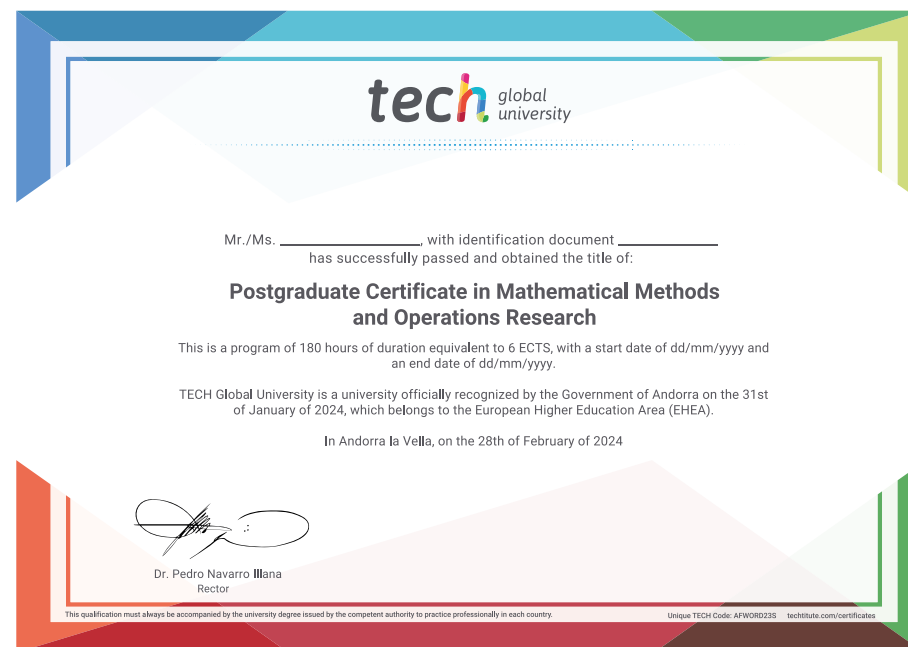 tech global
university
Mr./Ms. ____________, with identification document ____________
has successfully passed and obtained the title of:
Postgraduate Certificate in Mathematical Methods
and Operations Research
This is a program of 180 hours of duration equivalent to 6 ECTS, with a start date of dd/mm/yyyy and
an end date of dd/mm/yyyy.
TECH Global University is a university officially recognized by the Government of Andorra on the 31st
of January of 2024, which belongs to the European Higher Education Area (EHEA).
In Andorra la Vella, on the 28th of February of 2024
Dr. Pedro Navarro Illana
Rector
This qualification must always be accompanied by the university degree issued by the competent authority to practice professionally in each country. Unique TECH Code: AFWORD23S techtitute.com/certificates